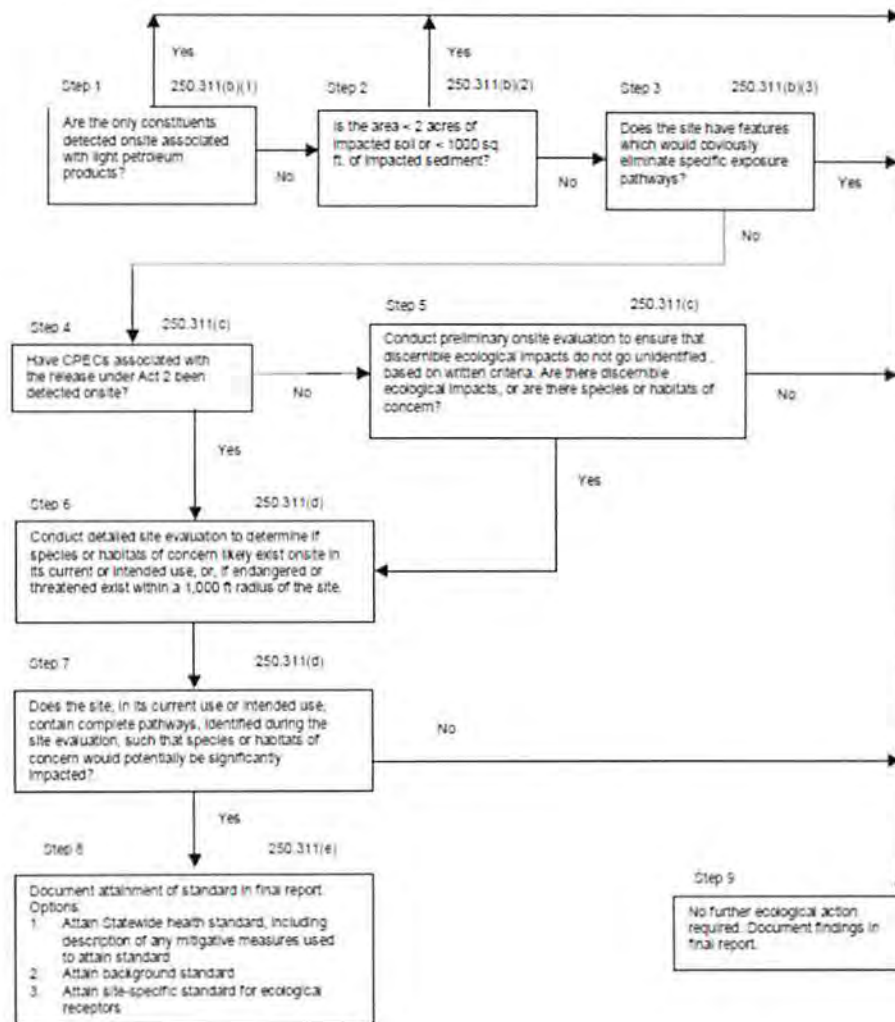 Yes
Yes
Step 1
250.311(b)(1)
Step 2
250.311(b)(2)
Step 3
250.311(b)(3)
Are the only constituents
detected onsite associated
with light petroleum
products?
No
Is the area < 2 acres of
impacted soil or < 1000 sq.
ft. of impacted sediment?
No
Does the site have features
which would obviously
eliminate specific exposure
pathways?
Yes
No
Step 4
250.311(c)
Step 5
250.311(c)
Have CPECs associated with
the release under Act 2 been
detected onsite?
No
Conduct preliminary onsite evaluation to ensure that
discernible ecological impacts do not go unidentified,
based on written criteria. Are there discernible
ecological impacts, or are there species or habitats of
concern?
No
Yes
Yes
Step 6
250.311(d)
Conduct detailed site evaluation to determine if
species or habitats of concern likely exist onsite in
its current or intended use, or, if endangered or
threatened exist within a 1,000 ft radius of the site.
Step 7
250.311(d)
Does the site, in its current use or intended use,
contain complete pathways, identified during the
site evaluation, such that species or habitats of
concern would potentially be significantly
impacted?
No
Yes
Step 8
250.311(e)
Document attainment of standard in final report.
Options:
1. Attain Statewide health standard, including
description of any mitigative measures used
to attain standard
2. Attain background standard
3. Attain site-specific standard for ecological
receptors
Step 9
No further ecological action
required. Document findings in
final report.